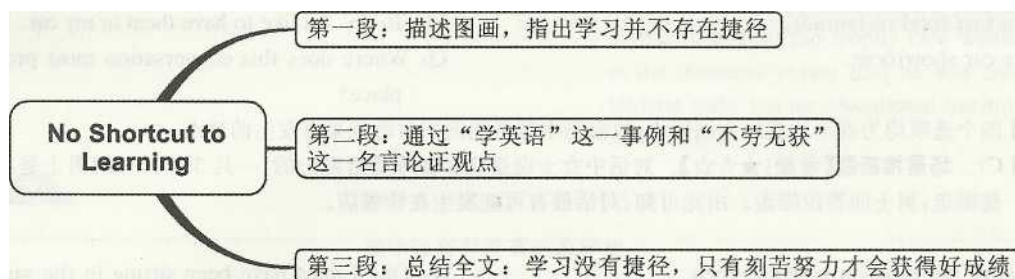 第一段：描述图画，指出学习并不存在捷径
No Shortcut to
Learning
第二段：通过“学英语”这一事例和“不劳无获”
这一名言论证观点
第三段：总结全文：学习没有捷径，只有刻苦努力才会获得好成绩